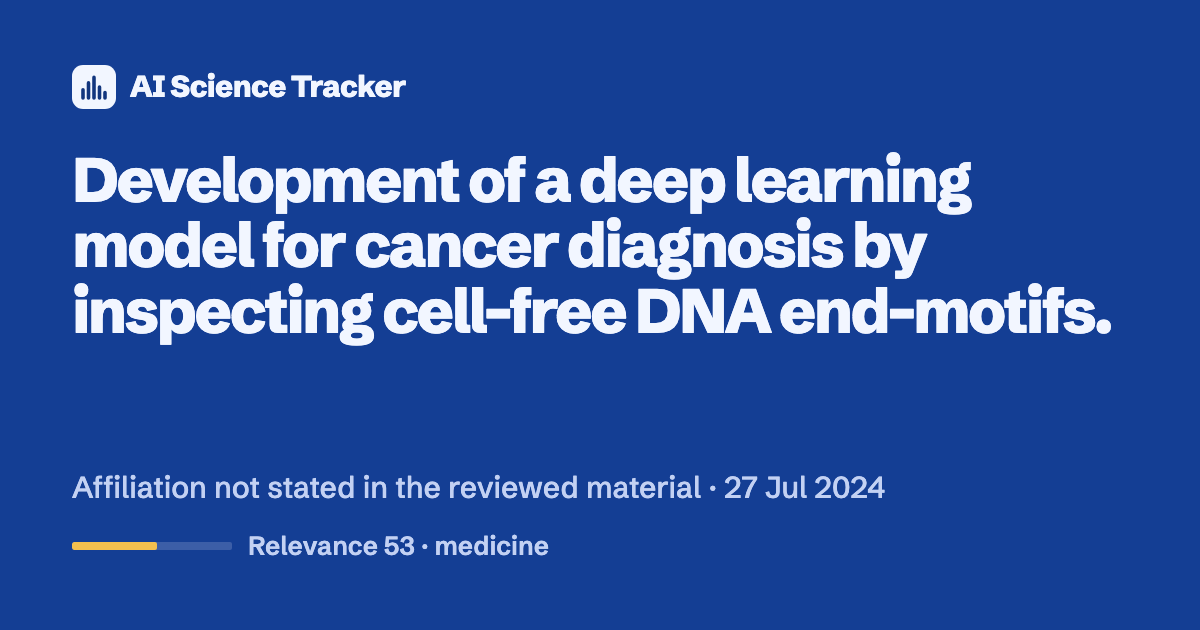 AI Science Tracker
Development of a deep learning
model for cancer diagnosis by
inspecting cell-free DNA end-motifs.
Affiliation not stated in the reviewed material · 27 Jul 2024
Relevance 53 · medicine